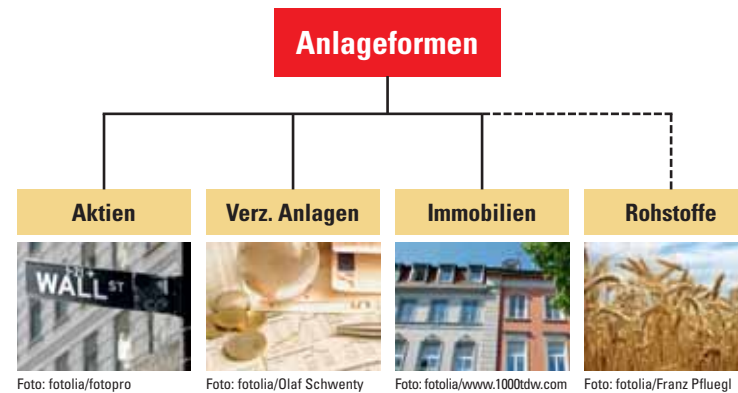 Anlageformen
Aktien
Verz. Anlagen
Immobilien
Rohstoffe
WALL ST
Foto: fotolia/fotopro
Foto: fotolia/Olaf Schwenty
Foto: fotolia/www.1000tdw.com
Foto: fotolia/Franz Pfluegl